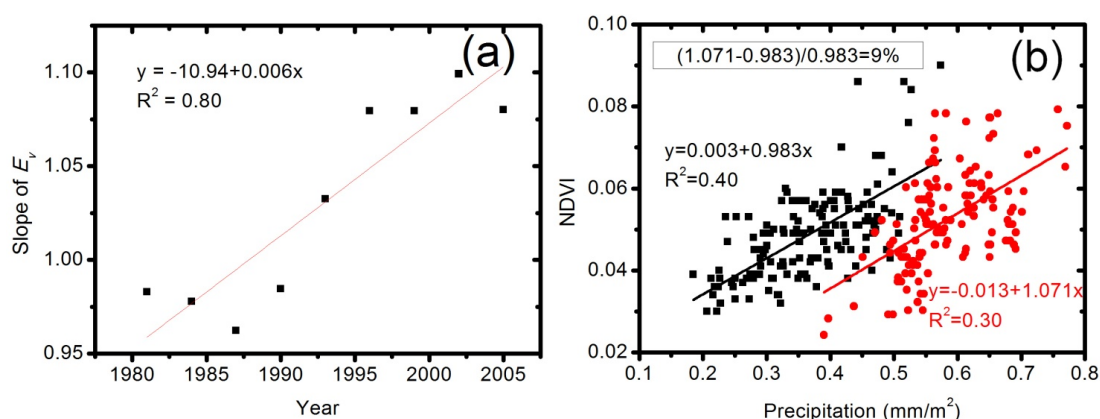 (a)
y = -10.94+0.006x
R² = 0.80
1.10
1.05
1.00
0.95
Slope of Eᵥ
1980 1985 1990 1995 2000 2005
Year
(b)
(1.071-0.983)/0.983=9%
y=0.003+0.983x
R²=0.40
y=-0.013+1.071x
R²=0.30
0.10
0.08
0.06
0.04
0.02
NDVI
0.1 0.2 0.3 0.4 0.5 0.6 0.7 0.8
Precipitation (mm/m²)